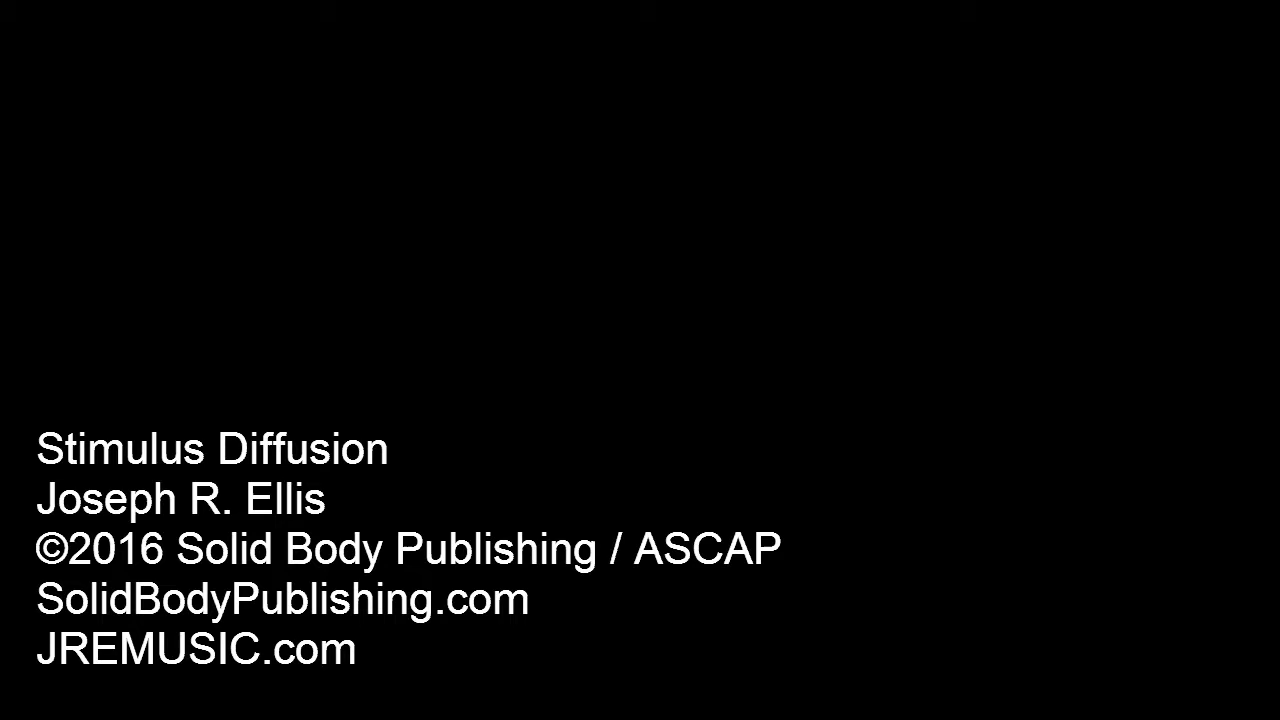 Stimulus Diffusion
Joseph R. Ellis
©2016 Solid Body Publishing / ASCAP
SolidBodyPublishing.com
JREMUSIC.com